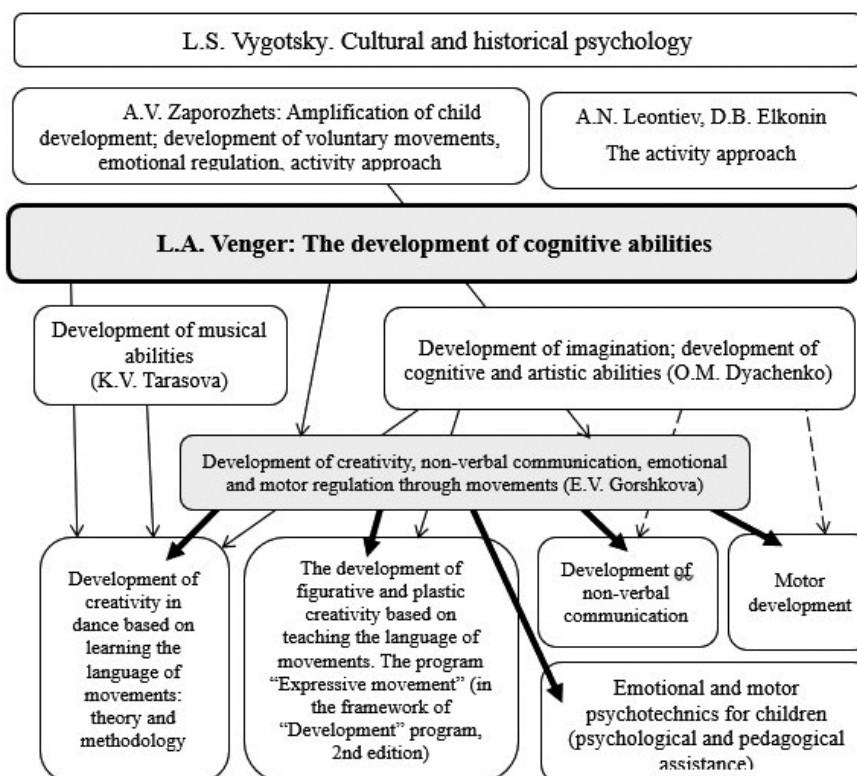 L.S. Vygotsky. Cultural and historical psychology
A.V. Zaporozhets: Amplification of child
development; development of voluntary movements,
emotional regulation, activity approach
A.N. Leontiev, D.B. Elkonin
The activity approach
L.A. Venger: The development of cognitive abilities
Development of musical
abilities
(K.V. Tarasova)
Development of imagination; development of
cognitive and artistic abilities (O.M. Dyachenko)
Development of creativity, non-verbal communication, emotional
and motor regulation through movements (E.V. Gorshkova)
Development of
creativity in
dance based on
learning the
language of
movements:
theory and
methodology
The development of
figurative and plastic
creativity based on
teaching the language of
movements. The program
“Expressive movement” (in
the framework of
“Development” program,
2nd edition)
Development of
non-verbal
communication
Motor
development
Emotional and motor
psychotechnics for children
(psychological and pedagogical
assistance)